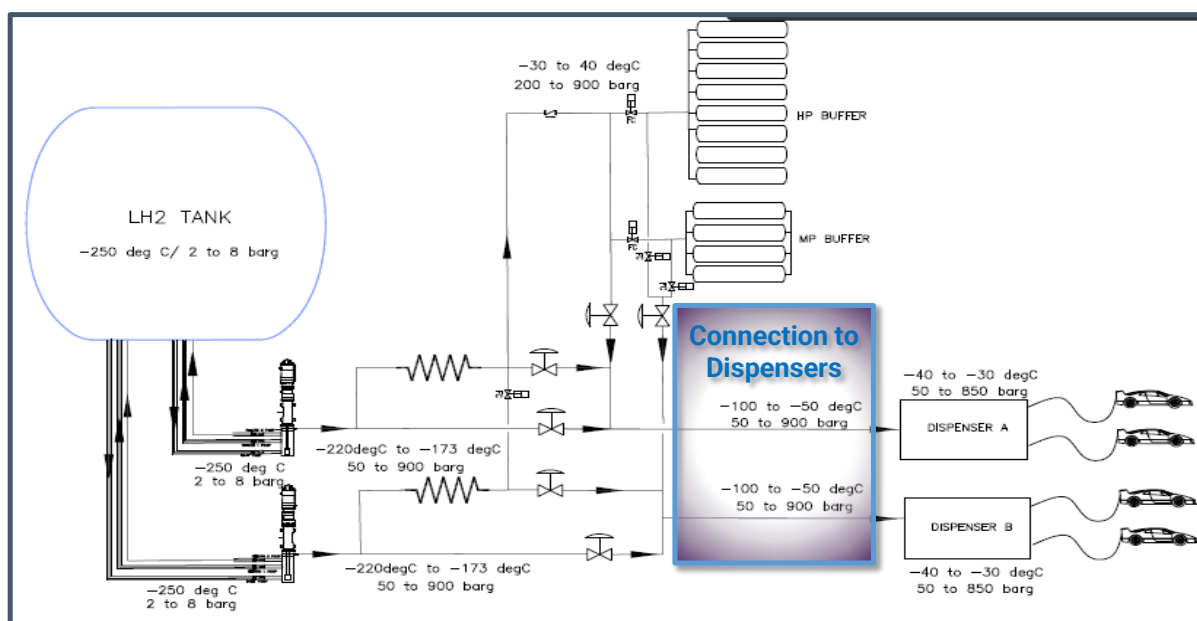 -30 to 40 degC
200 to 900 barg
FC
HP BUFFER
LH2 TANK
-250 deg C/ 2 to 8 barg
FC
MP BUFFER
Connection to
Dispensers
-40 to -30 degC
50 to 850 barg
-100 to -50 degC
50 to 900 barg
DISPENSER A
-220degC to -173 degC
50 to 900 barg
-250 deg C
2 to 8 barg
-100 to -50 degC
50 to 900 barg
DISPENSER B
-220degC to -173 degC
50 to 900 barg
-40 to -30 degC
50 to 850 barg
-250 deg C
2 to 8 barg